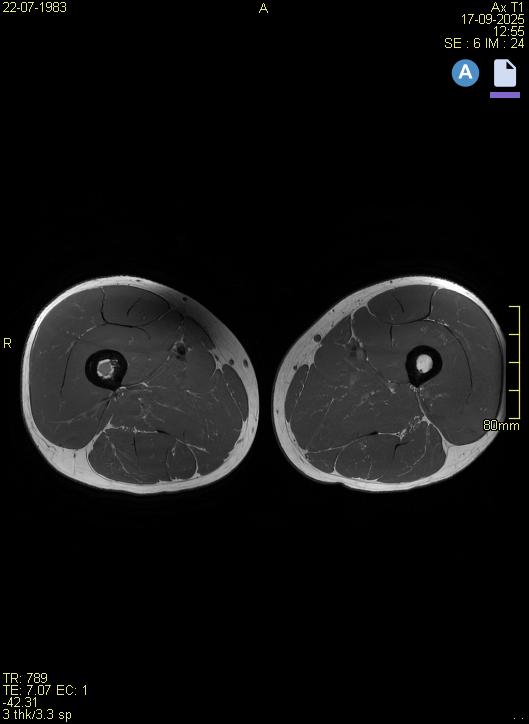 22-07-1983
A
Ax T1
17-09-2025
12:55
SE : 6 IM : 24
A
R
80mm
TR: 789
TE: 7.07 EC: 1
-42.31
3 thk/3.3 sp